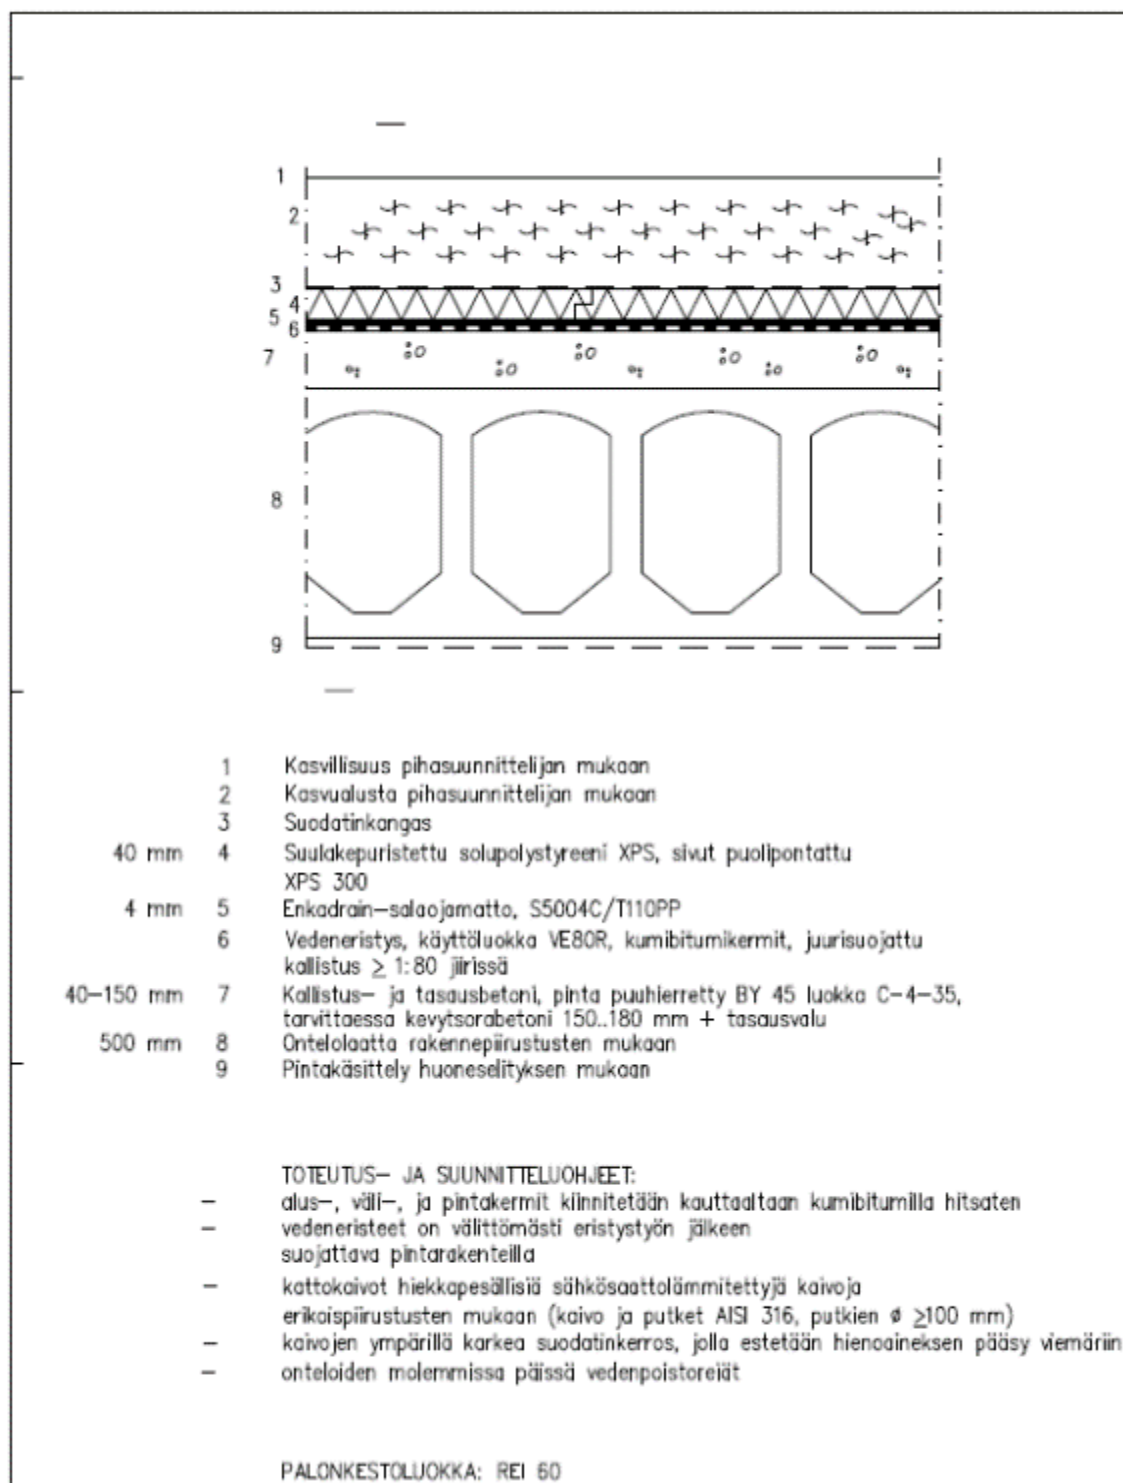 1
2
3
4
5
6
7
8
9
1 Kasvillisuus pihasuunnittelijan mukaan
2 Kasvualusta pihasuunnittelijan mukaan
3 Suodatinkangas
40 mm 4 Suulakepuristettu solupolystyreeni XPS, sivut puolipontattu
XPS 300
4 mm 5 Enkadrain-salaojamatto, S5004C/T110PP
6 Vedeneristys, käyttöluokka VE80R, kumibitumikermit, juurisuojattu
kallistus ≥ 1:80 jiirissä
40-150 mm 7 Kallistus- ja tasausbetoni, pinta puuhierretty BY 45 luokka C-4-35,
tarvittaessa kevytsorabetoni 150..180 mm + tasausvalu
500 mm 8 Ontelolaatta rakennepiirustusten mukaan
9 Pintakäsittely huoneselityksen mukaan
TOTEUTUS- JA SUUNNITTELUOHJEET:
- alus-, väli-, ja pintakermit kiinnitetään kauttaaltaan kumibitumilla hitsaten
- vedeneristeet on välittömästi eristystyön jälkeen
suojattava pintarakenteilla
- kattokaivot hiekkapesällisiä sähkösaattolämmitettyjä kaivoja
erikoispiirustusten mukaan (kaivo ja putket AISI 316, putkien ø ≥100 mm)
- kaivojen ympärillä karkea suodatinkerros, jolla estetään hienoaineksen pääsy viemäriin
- onteloiden molemmissa päissä vedenpoistoreiät
PALONKESTOLUOKKA: REI 60